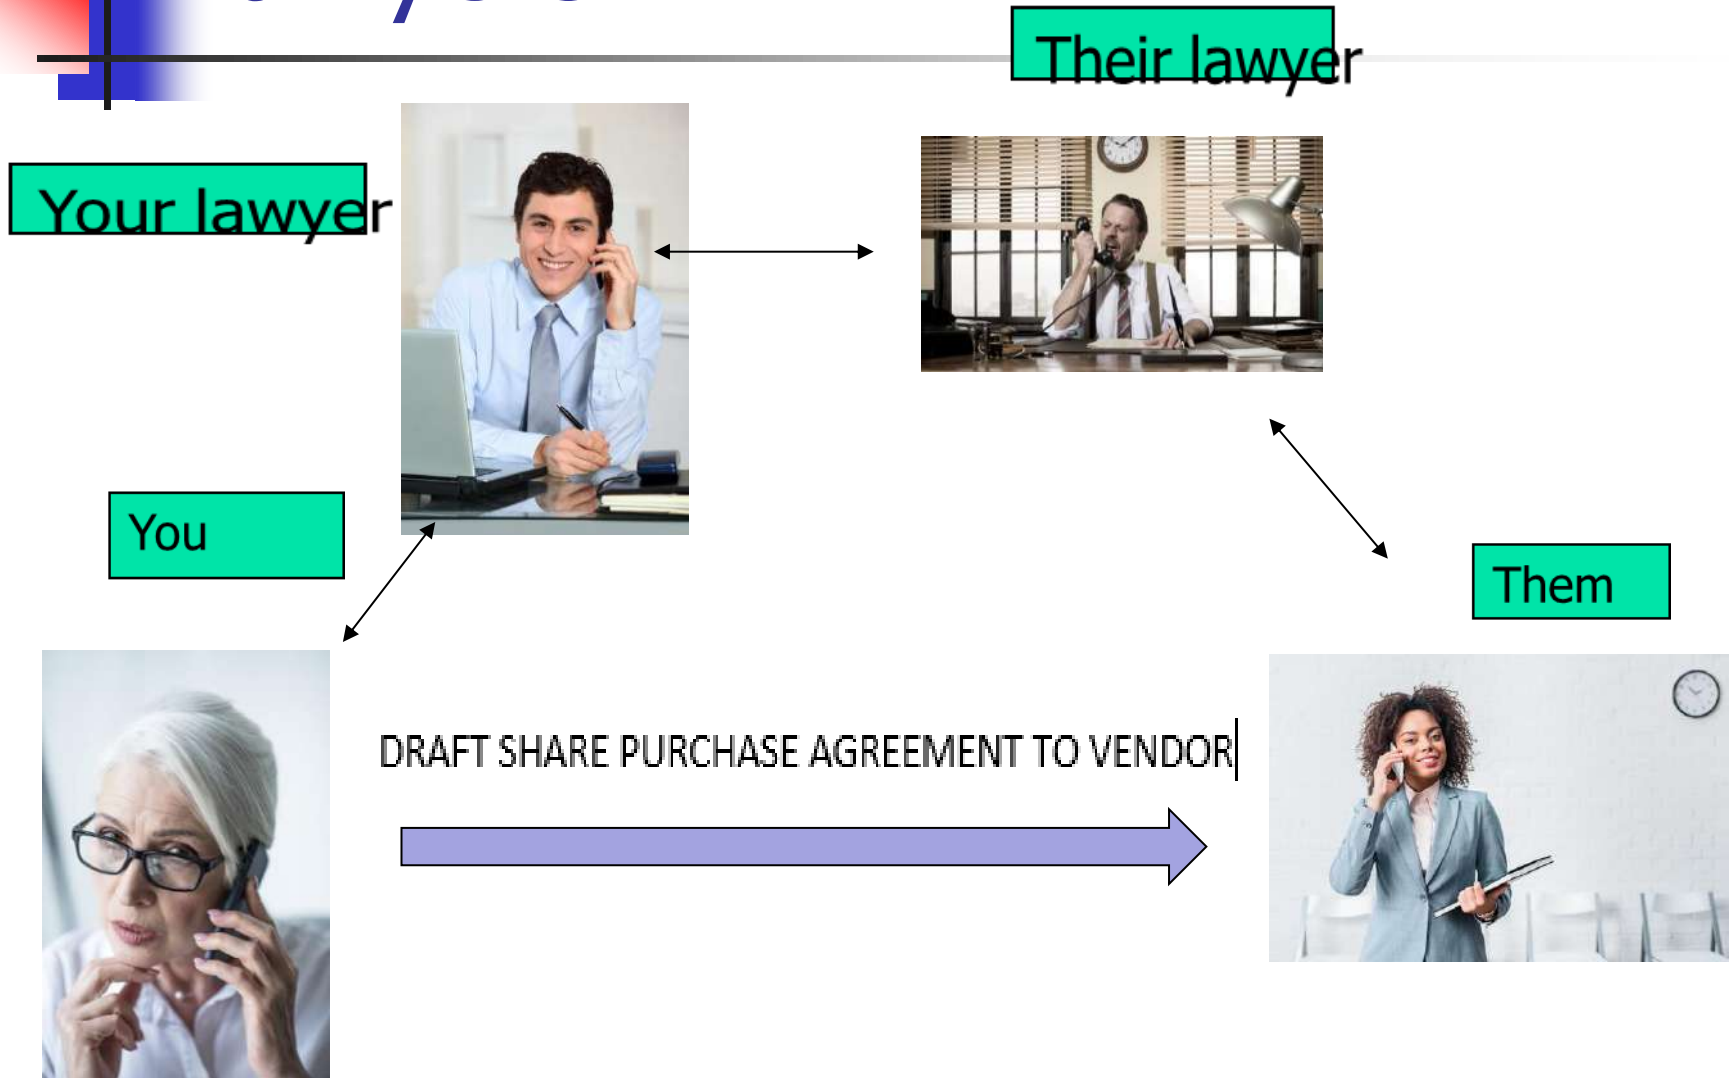 Their lawyer
Your lawyer
You
Them
DRAFT SHARE PURCHASE AGREEMENT TO VENDOR